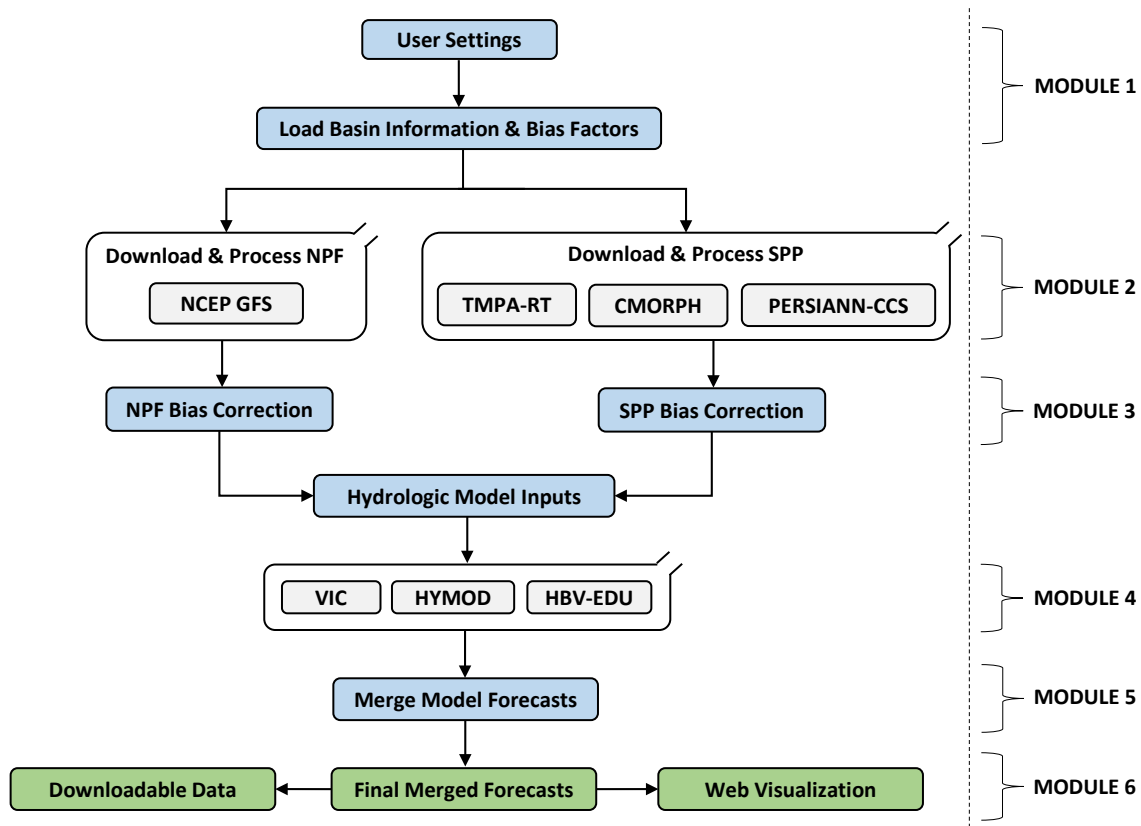 User Settings
MODULE 1
Load Basin Information & Bias Factors
Download & Process NPF
NCEP GFS
Download & Process SPP
TMPA-RT
CMORPH
PERSIANN-CCS
MODULE 2
NPF Bias Correction
SPP Bias Correction
MODULE 3
Hydrologic Model Inputs
VIC
HYMOD
HBV-EDU
MODULE 4
Merge Model Forecasts
MODULE 5
Downloadable Data
Final Merged Forecasts
Web Visualization
MODULE 6